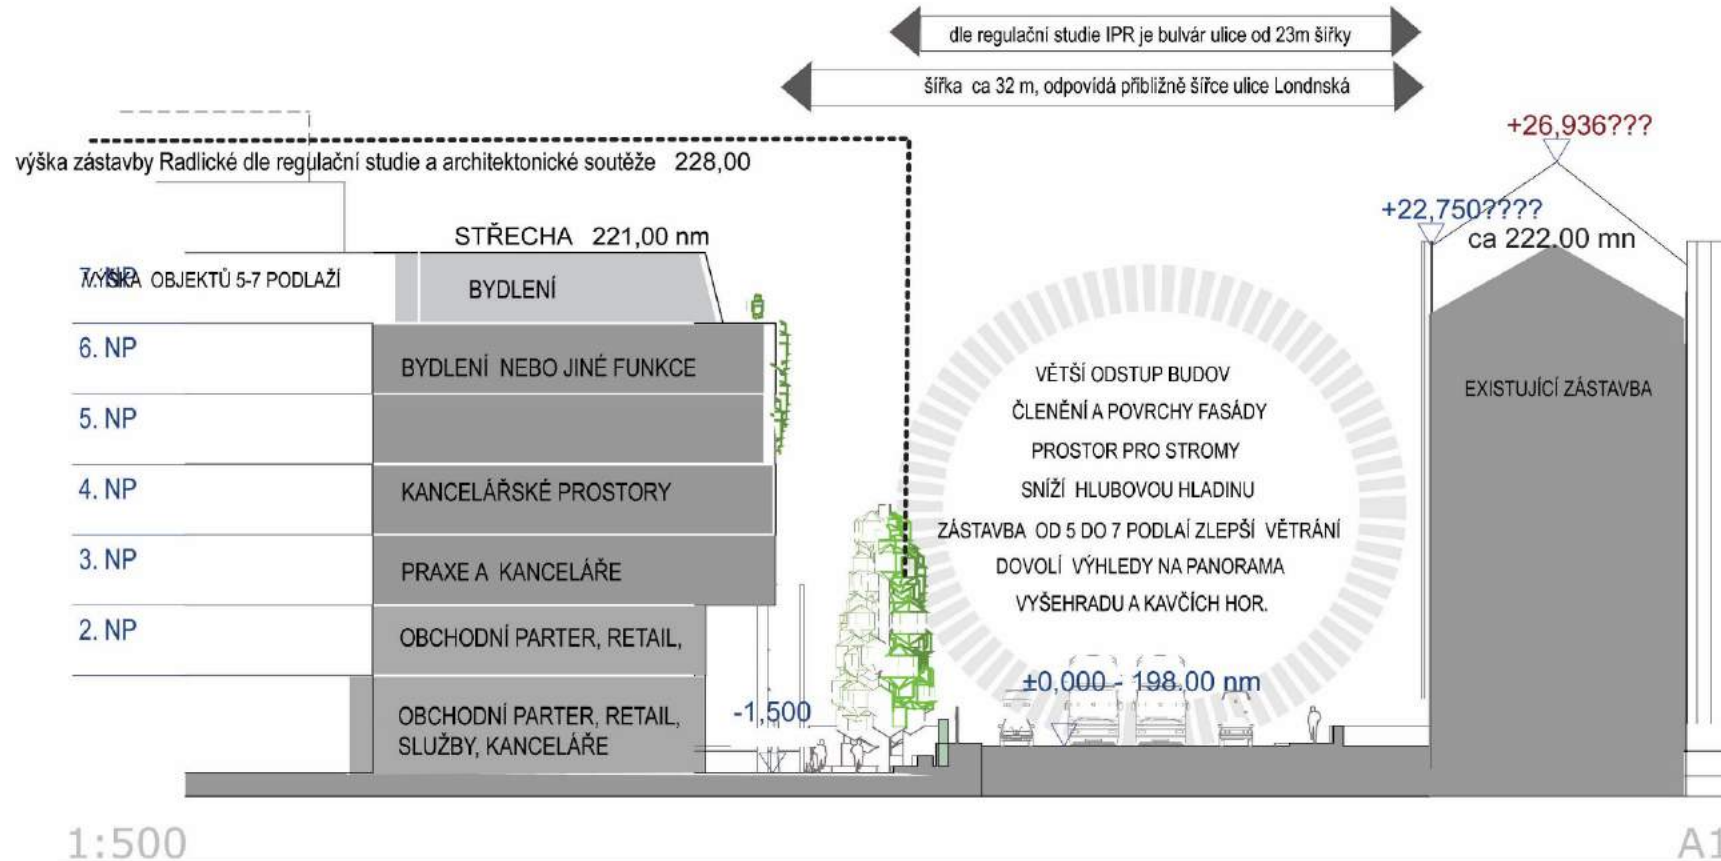 dle regulační studie IPR je bulvár ulice od 23m šířky
šířka ca 32 m, odpovídá přibližně šířce ulice Londnská
+26,936???
výška zástavby Radlické dle regulační studie a architektonické soutěže 228,00
+22,750????
STŘECHA 221,00 nm
ca 222.00 mn
7. NP
VÝŠKA OBJEKTŮ 5-7 PODLAŽÍ
BYDLENÍ
6. NP
BYDLENÍ NEBO JINÉ FUNKCE
VĚTŠÍ ODSTUP BUDOV
EXISTUJÍCÍ ZÁSTAVBA
5. NP
ČLENĚNÍ A POVRCHY FASÁDY
PROSTOR PRO STROMY
4. NP
KANCELÁŘSKÉ PROSTORY
SNÍŽÍ HLUBOVOU HLADINU
ZÁSTAVBA OD 5 DO 7 PODLAÍ ZLEPŠÍ VĚTRÁNÍ
3. NP
PRAXE A KANCELÁŘE
DOVOLÍ VÝHLEDY NA PANORAMA
VYŠEHRADU A KAVČÍCH HOR.
2. NP
OBCHODNÍ PARTER, RETAIL,
±0,000 - 198.00 nm
-1,500
OBCHODNÍ PARTER, RETAIL,
SLUŽBY, KANCELÁŘE
1:500
A1